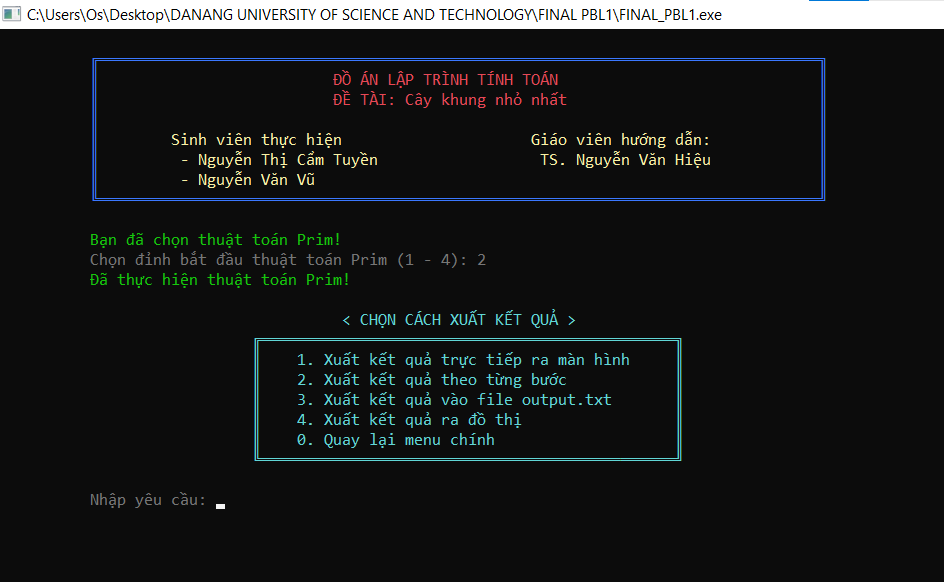 C:\Users\Os\Desktop\DANANG UNIVERSITY OF SCIENCE AND TECHNOLOGY\FINAL PBL1\FINAL_PBL1.exe
ĐỒ ÁN LẬP TRÌNH TÍNH TOÁN
ĐỀ TÀI: Cây khung nhỏ nhất
Sinh viên thực hiện
- Nguyễn Thị Cẩm Tuyền
- Nguyễn Văn Vũ
Giáo viên hướng dẫn:
TS. Nguyễn Văn Hiệu
Bạn đã chọn thuật toán Prim!
Chọn đỉnh bắt đầu thuật toán Prim (1 - 4): 2
Đã thực hiện thuật toán Prim!
< CHỌN CÁCH XUẤT KẾT QUẢ >
1. Xuất kết quả trực tiếp ra màn hình
2. Xuất kết quả theo từng bước
3. Xuất kết quả vào file output.txt
4. Xuất kết quả ra đồ thị
0. Quay lại menu chính
Nhập yêu cầu: